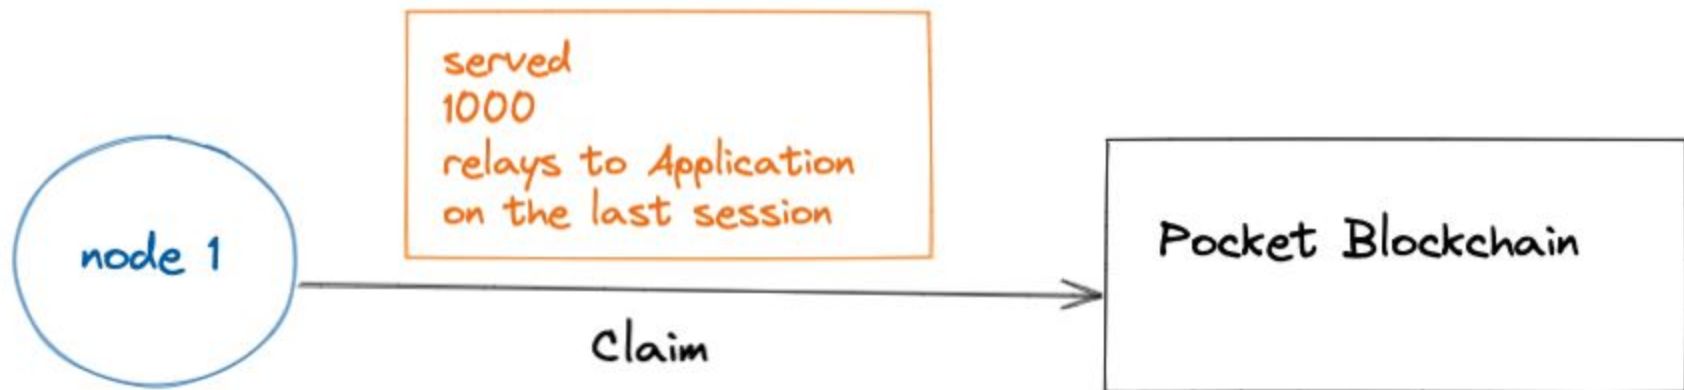 served
1000
relays to Application
on the last session
node 1
Pocket Blockchain
Claim